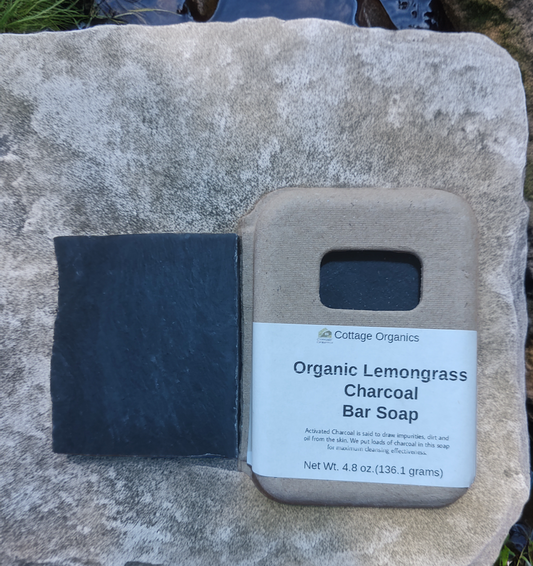 Cottage Organics
Organic Lemongrass
Charcoal
Bar Soap
Activated Charcoal is said to draw impurities, dirt and
oil from the skin. We put loads of charcoal in this soap
for maximum cleansing effectiveness.
Net Wt. 4.8 oz.(136.1 grams)